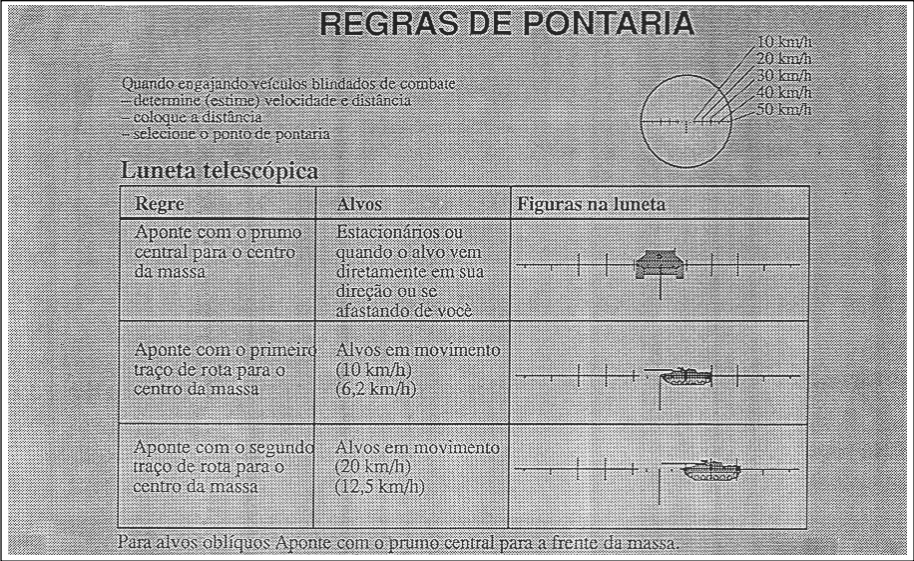 REGRAS DE PONTARIA
10 km/h
20 km/h
30 km/h
40 km/h
50 km/h
Quando engajando veículos blindados de combate
– determine (estime) velocidade e distância
– coloque a distância
– selecione o ponto de pontaria
Luneta telescópica
Regre
Alvos
Figuras na luneta
Aponte com o prumo
central para o centro
da massa
Estacionários ou
quando o alvo vem
diretamente em sua
direção ou se
afastando de você
Aponte com o primeiro
traço de rota para o
centro da massa
Alvos em movimento
(10 km/h)
(6,2 km/h)
Aponte com o segundo
traço de rota para o
centro da massa
Alvos em movimento
(20 km/h)
(12,5 km/h)
Para alvos oblíquos Aponte com o prumo central para a frente da massa.